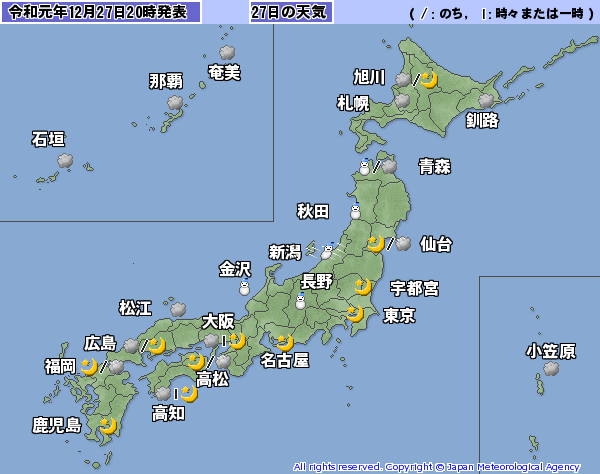 令和元年12月27日20時発表
27日の天気
( /: のち, |: 時々または一時 )
奄美
那覇
石垣
旭川
札幌
釧路
青森
秋田
仙台
新潟
金沢
長野
宇都宮
松江
大阪
東京
広島
名古屋
福岡
高松
高知
鹿児島
小笠原
All rights reserved. Copyright © Japan Meteorological Agency